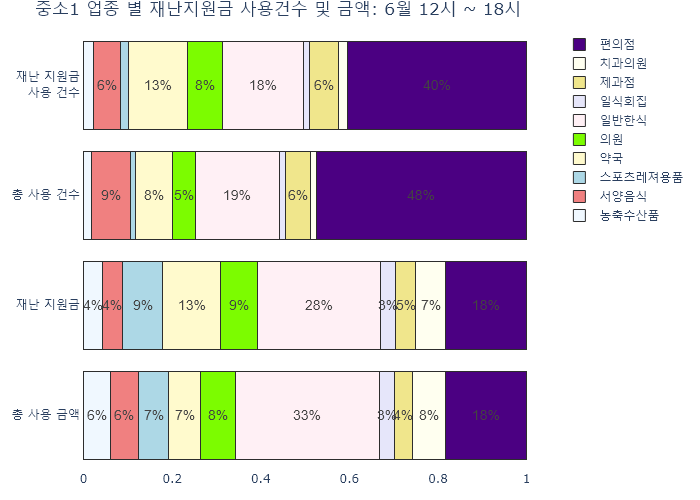 중소1 업종 별 재난지원금 사용건수 및 금액: 6월 12시 ~ 18시
재난 지원금
사용 건수
6% 13% 8% 18% 6% 40%
총 사용 건수
9% 8% 5% 19% 6% 48%
재난 지원금
4% 4% 9% 13% 9% 28% 3% 5% 7% 18%
총 사용 금액
6% 6% 7% 7% 8% 33% 3% 4% 8% 18%
0 0.2 0.4 0.6 0.8 1
편의점
치과의원
제과점
일식회집
일반한식
의원
약국
스포츠레져용품
서양음식
농축수산품